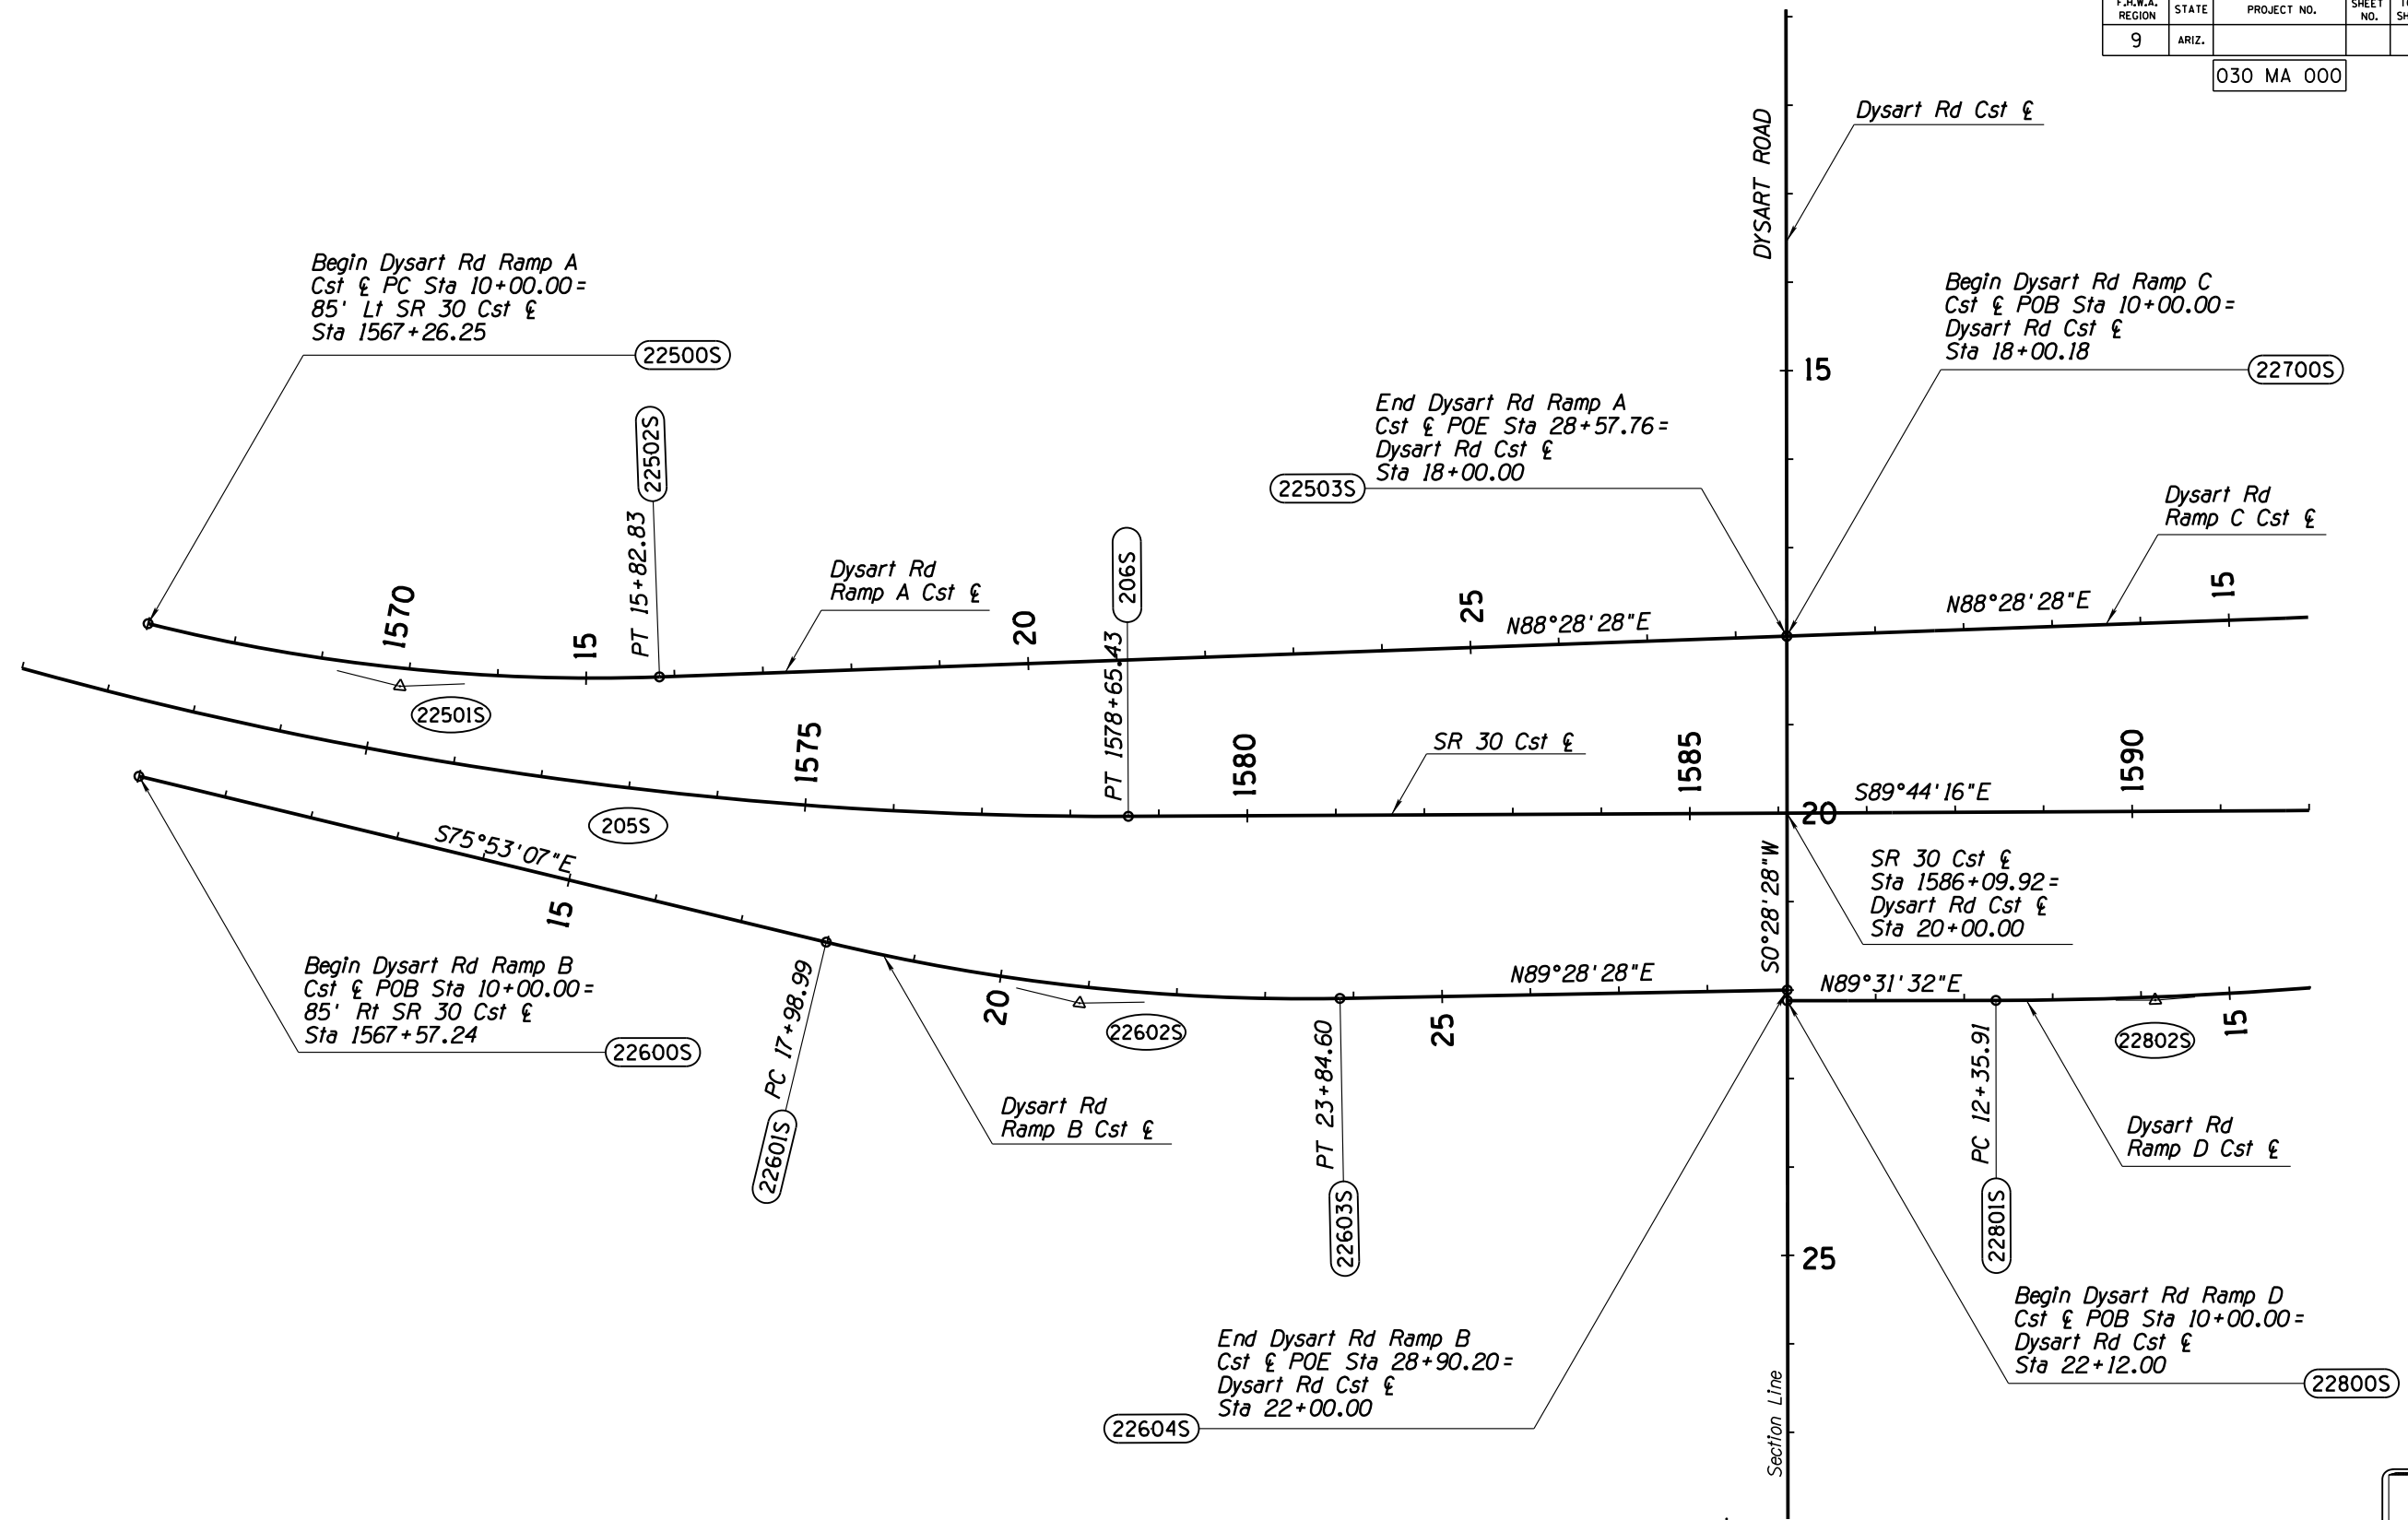 F.H.W.A.
REGION
STATE
PROJECT NO.
SHEET
NO.
9
ARIZ.
030 MA 000
DYSART ROAD
Dysart Rd Cst ℄
Begin Dysart Rd Ramp A
Cst ℄ PC Sta 10+00.00=
85' Lt SR 30 Cst ℄
Sta 1567+26.25
22500S
Begin Dysart Rd Ramp C
Cst ℄ POB Sta 10+00.00=
Dysart Rd Cst ℄
Sta 18+00.18
22700S
15
End Dysart Rd Ramp A
Cst ℄ POE Sta 28+57.76=
Dysart Rd Cst ℄
Sta 18+00.00
22503S
22502S
PT 15+82.83
Dysart Rd
Ramp C Cst ℄
206S
PT 1578+65.43
Dysart Rd
Ramp A Cst ℄
1570
15
20
25
N88°28'28"E
N88°28'28"E
15
22501S
1575
SR 30 Cst ℄
1580
1585
1590
S89°44'16"E
20
205S
S75°53'07"E
15
S0°28'28"W
SR 30 Cst ℄
Sta 1586+09.92=
Dysart Rd Cst ℄
Sta 20+00.00
Begin Dysart Rd Ramp B
Cst ℄ POB Sta 10+00.00=
85' Rt SR 30 Cst ℄
Sta 1567+57.24
22600S
PC 17+98.99
22601S
20
22602S
N89°28'28"E
N89°31'32"E
25
PT 23+84.60
22603S
Dysart Rd
Ramp B Cst ℄
PC 12+35.91
22801S
22802S
15
Dysart Rd
Ramp D Cst ℄
25
Begin Dysart Rd Ramp D
Cst ℄ POB Sta 10+00.00=
Dysart Rd Cst ℄
Sta 22+12.00
22800S
End Dysart Rd Ramp B
Cst ℄ POE Sta 28+90.20=
Dysart Rd Cst ℄
Sta 22+00.00
22604S
Section Line